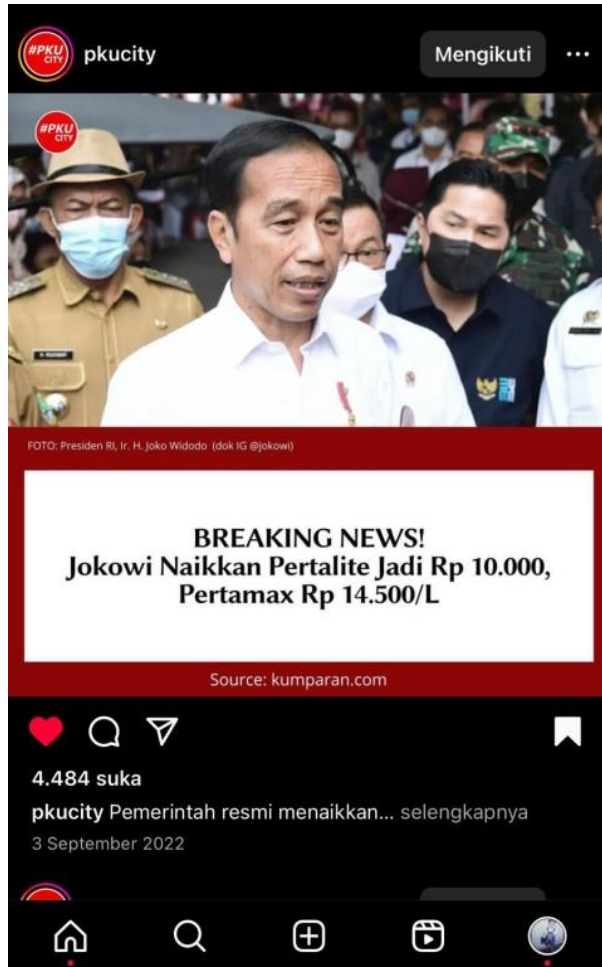 #PKU
CITY
pkucity
Mengikuti
#PKU
CITY
FOTO: Presiden RI, Ir. H. Joko Widodo (dok IG @jokowi)
BREAKING NEWS!
Jokowi Naikkan Pertalite Jadi Rp 10.000,
Pertamax Rp 14.500/L
Source: kumparan.com
4.484 suka
pkucity Pemerintah resmi menaikkan... selengkapnya
3 September 2022